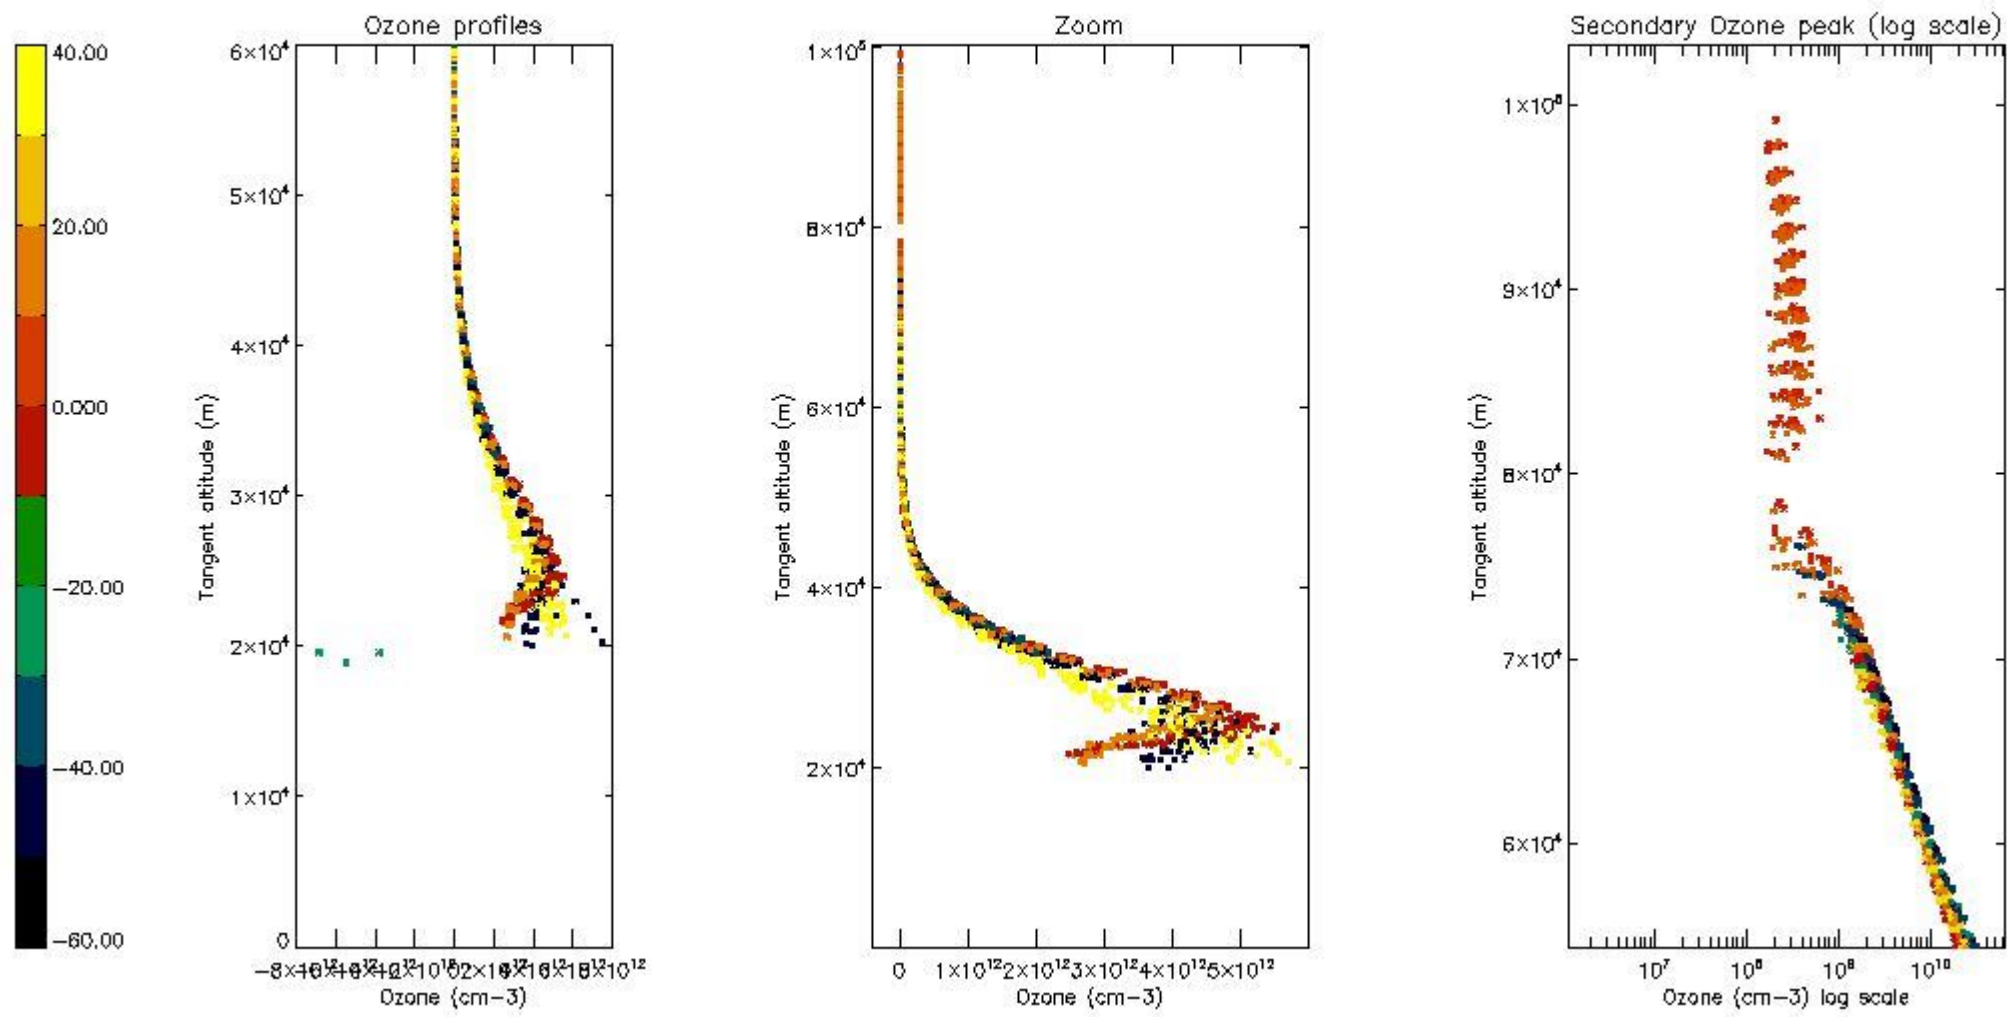 Ozone profiles
Zoom
Secondary Ozone peak (log scale)
40.00
20.00
0.000
−20.00
−40.00
−60.00
6×10⁴
5×10⁴
4×10⁴
3×10⁴
2×10⁴
1×10⁴
0
Tangent altitude (m)
Ozone (cm−3)
1×10⁵
8×10⁴
6×10⁴
4×10⁴
2×10⁴
Tangent altitude (m)
0 1×10¹² 2×10¹² 3×10¹² 4×10¹² 5×10¹²
Ozone (cm−3)
9×10⁴
8×10⁴
7×10⁴
6×10⁴
Tangent altitude (m)
10⁷ 10⁹ 10¹⁰
Ozone (cm−3) log scale